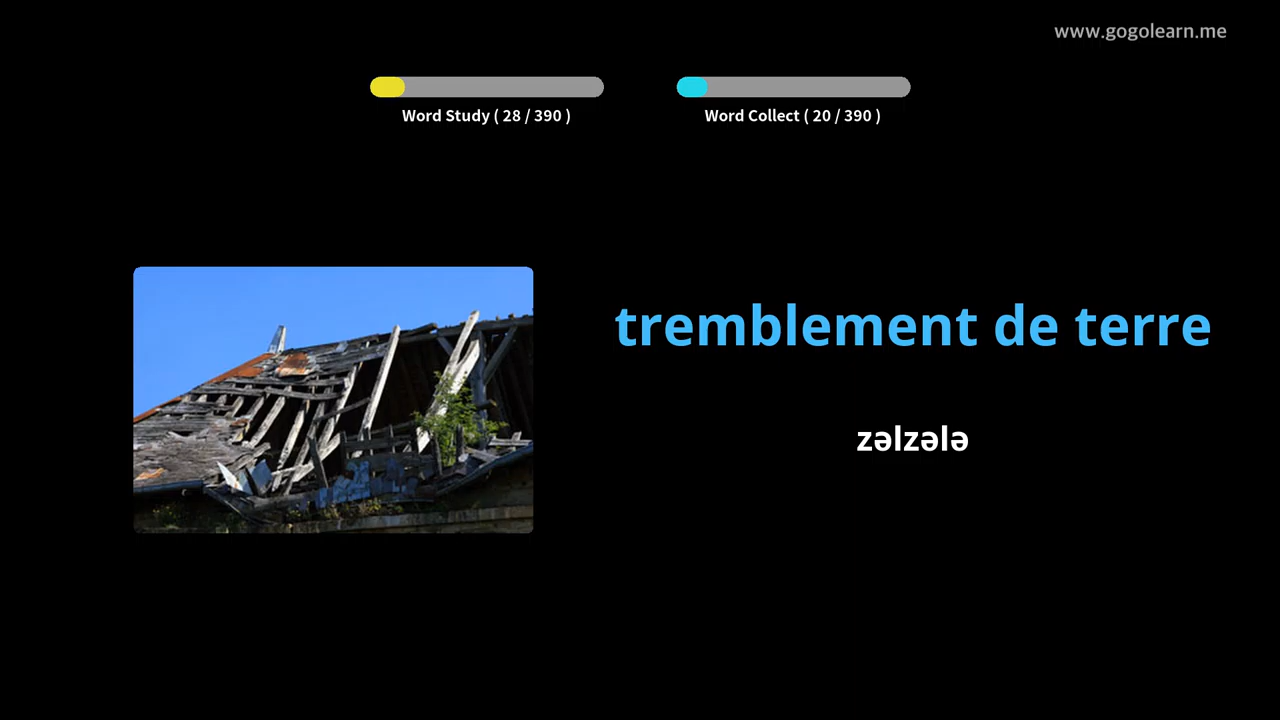 www.gogolearn.me
Word Study ( 28 / 390 )
Word Collect ( 20 / 390 )
tremblement de terre
zəlzələ